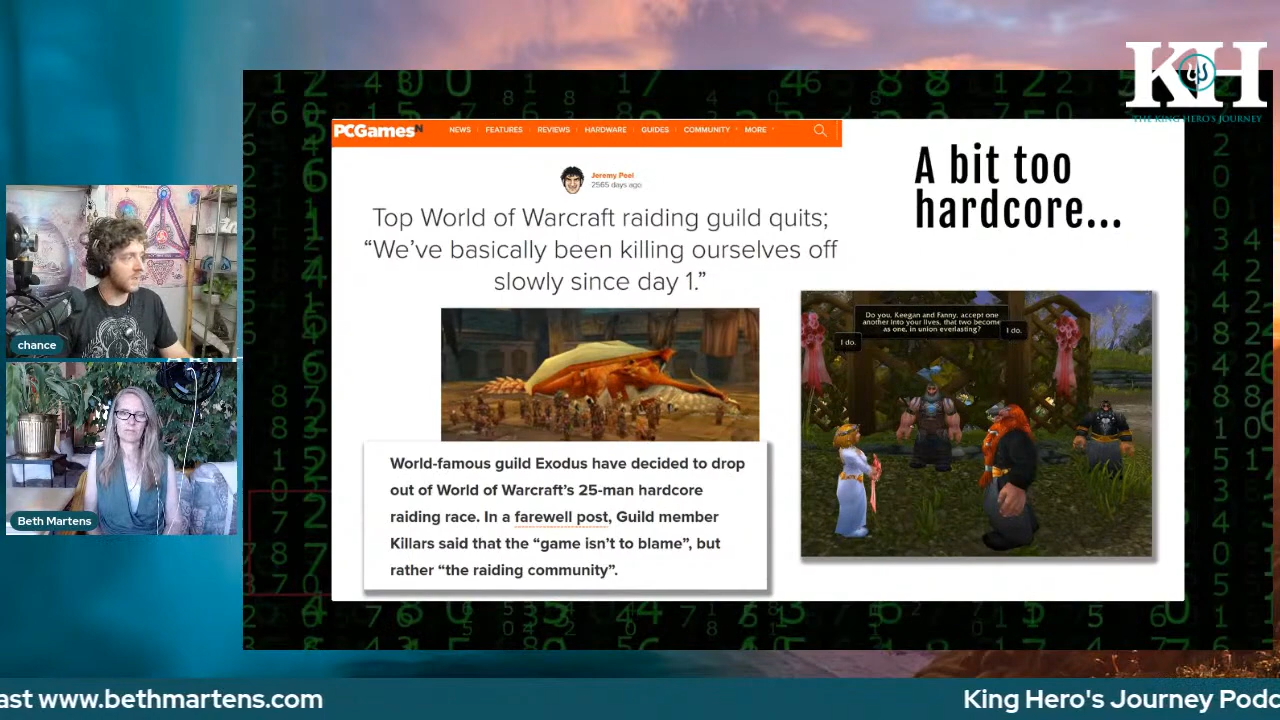 KH
THE KING HERO'S JOURNEY
PCGamesN
NEWS
FEATURES
REVIEWS
HARDWARE
GUIDES
COMMUNITY
MORE
Jeremy Peel
2565 days ago
Top World of Warcraft raiding guild quits;
“We’ve basically been killing ourselves off
slowly since day 1.”
A bit too
hardcore...
Do you, Keegan and Fanny, accept one
another into your lives, that two become
as one, in union everlasting?
I do.
I do.
World-famous guild Exodus have decided to drop
out of World of Warcraft’s 25-man hardcore
raiding race. In a farewell post, Guild member
Killars said that the “game isn’t to blame”, but
rather “the raiding community”.
chance
Beth Martens
ast www.bethmartens.com
King Hero's Journey Podc